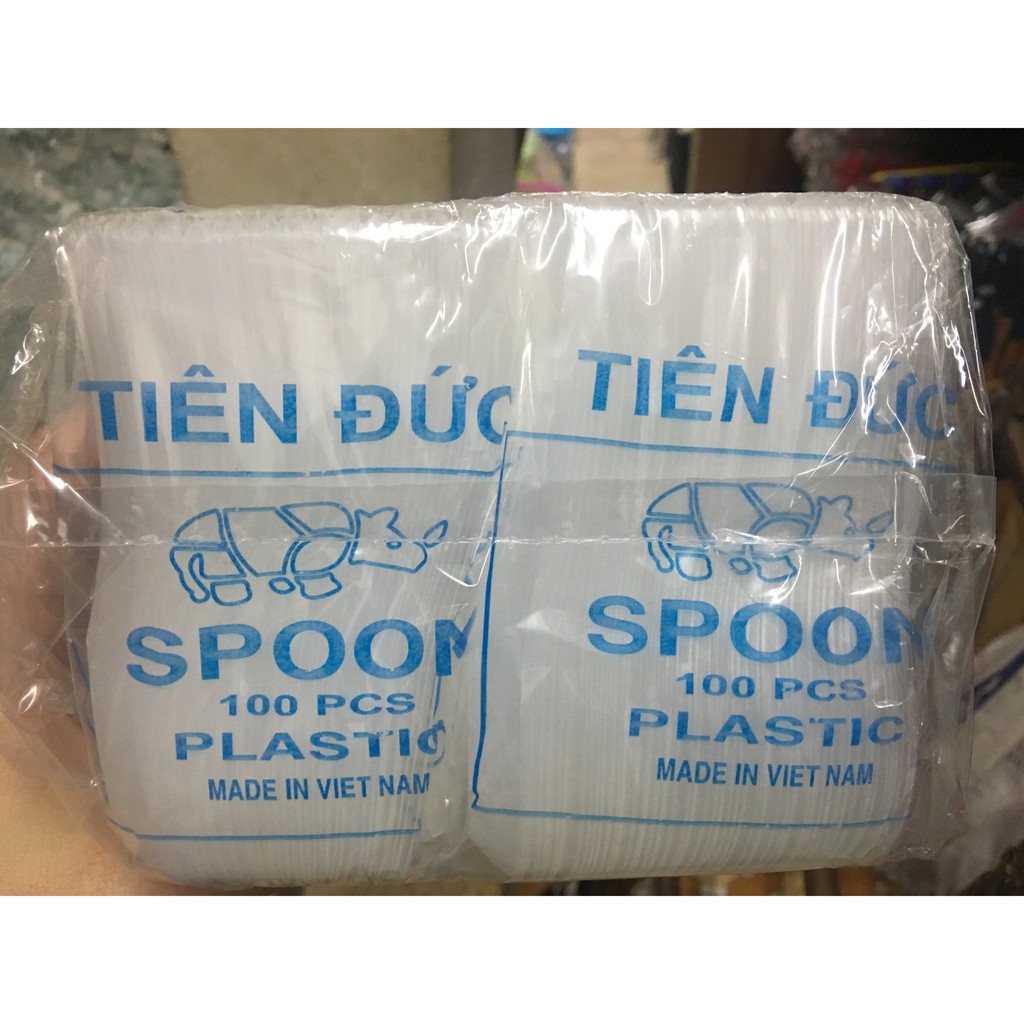 TIÊN ĐỨC
SPOON
100 PCS
PLASTIC
MADE IN VIET NAM
TIÊN ĐỨC
SPOON
100 PCS
PLASTIC
MADE IN VIET NAM